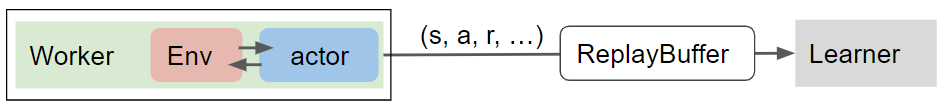 Worker
Env
actor
(s, a, r, ...)
ReplayBuffer
Learner